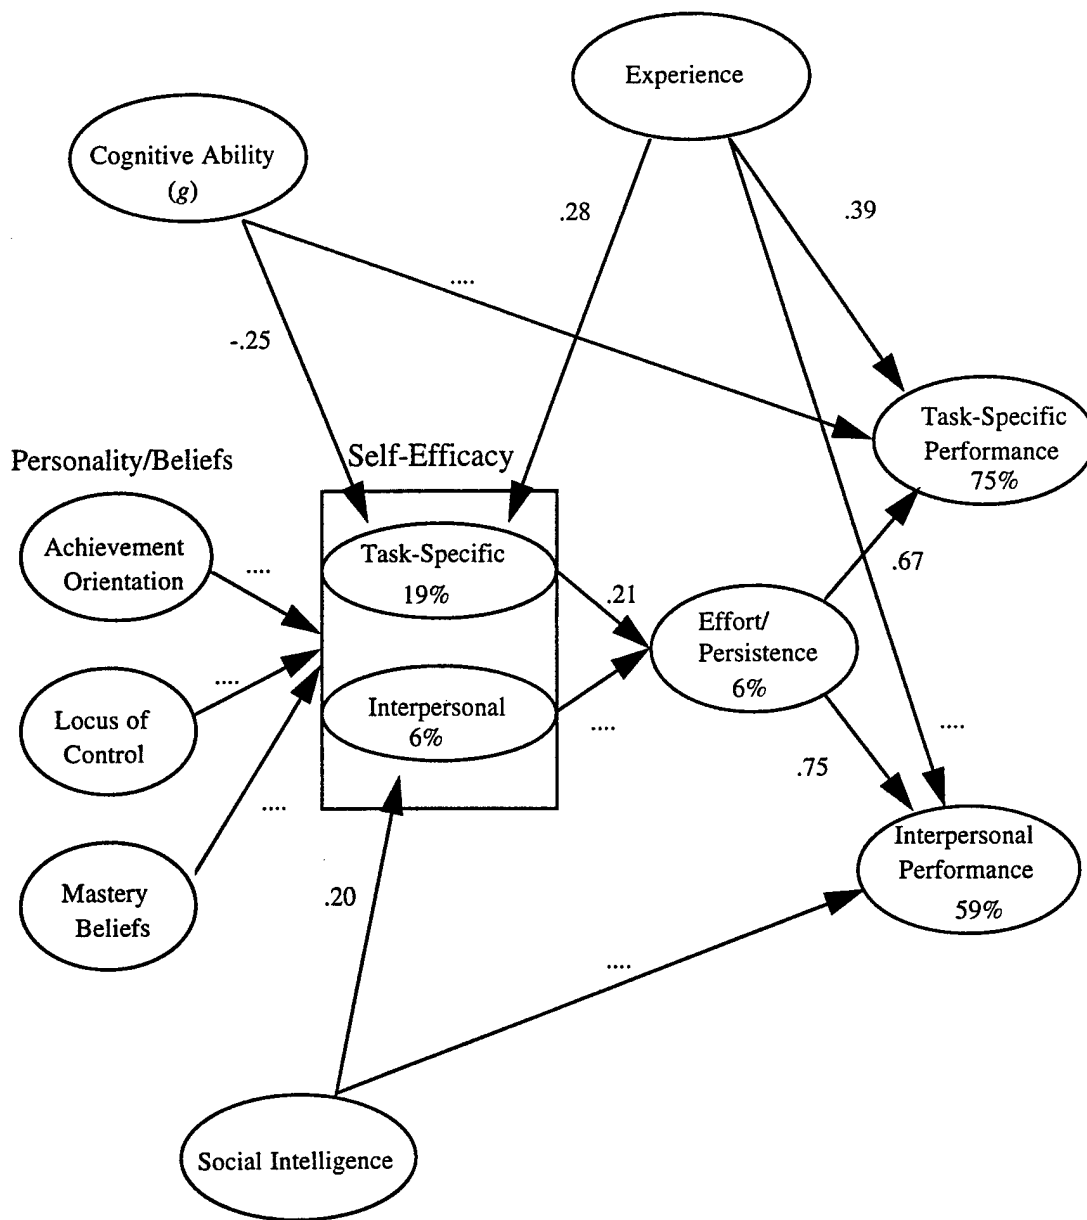 Experience
Cognitive Ability
(g)
.28
.39
....
-.25
Task-Specific
Performance
75%
Personality/Beliefs
Self-Efficacy
Achievement
Orientation
....
Task-Specific
19%
.21
.67
Effort/
Persistence
6%
Locus of
Control
....
Interpersonal
6%
....
....
.75
....
Interpersonal
Performance
59%
Mastery
Beliefs
.20
....
Social Intelligence